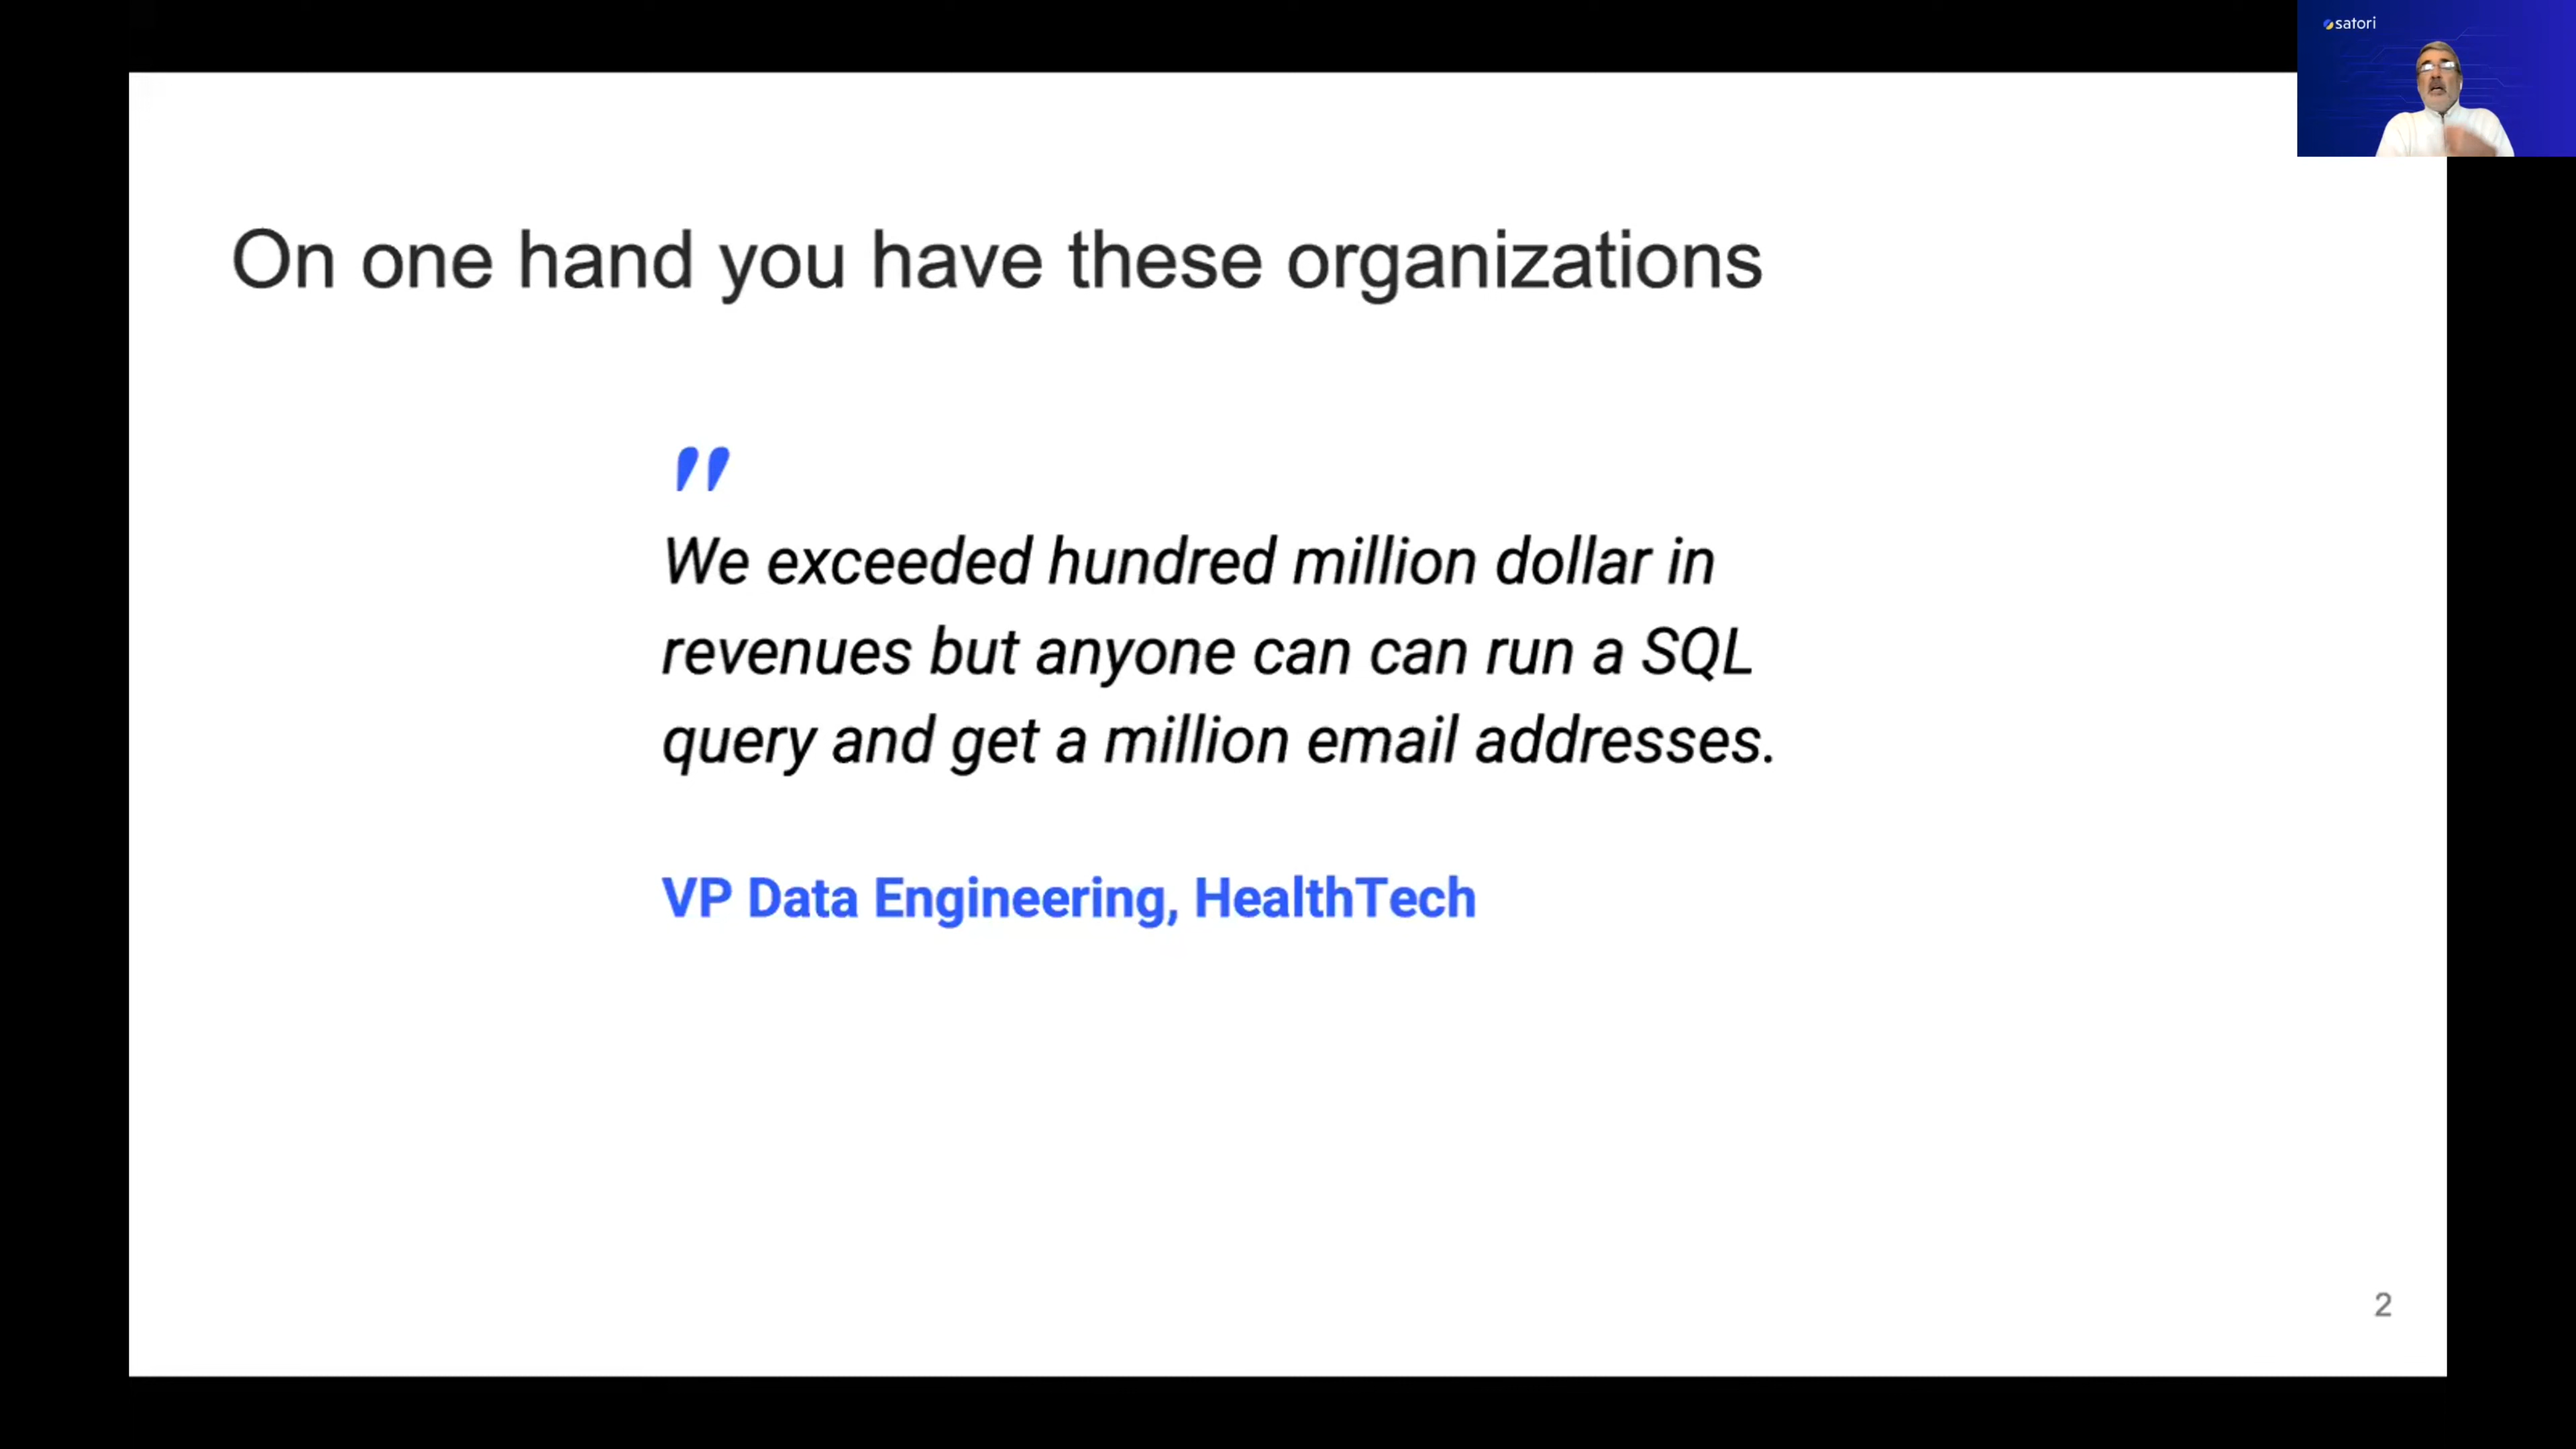 satori
On one hand you have these organizations
"
We exceeded hundred million dollar in
revenues but anyone can can run a SQL
query and get a million email addresses.
VP Data Engineering, HealthTech
2